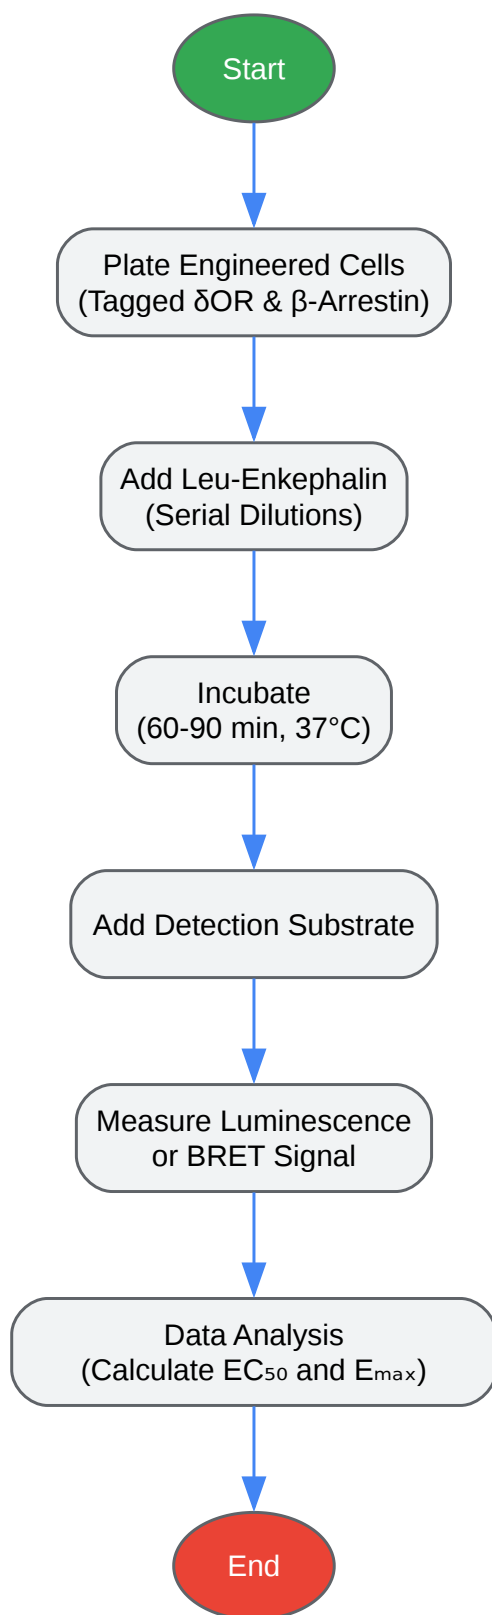 Start
Plate Engineered Cells
(Tagged δOR & β-Arrestin)
Add Leu-Enkephalin
(Serial Dilutions)
Incubate
(60-90 min, 37°C)
Add Detection Substrate
Measure Luminescence
or BRET Signal
Data Analysis
(Calculate EC₅₀ and Eₘₐₓ)
End